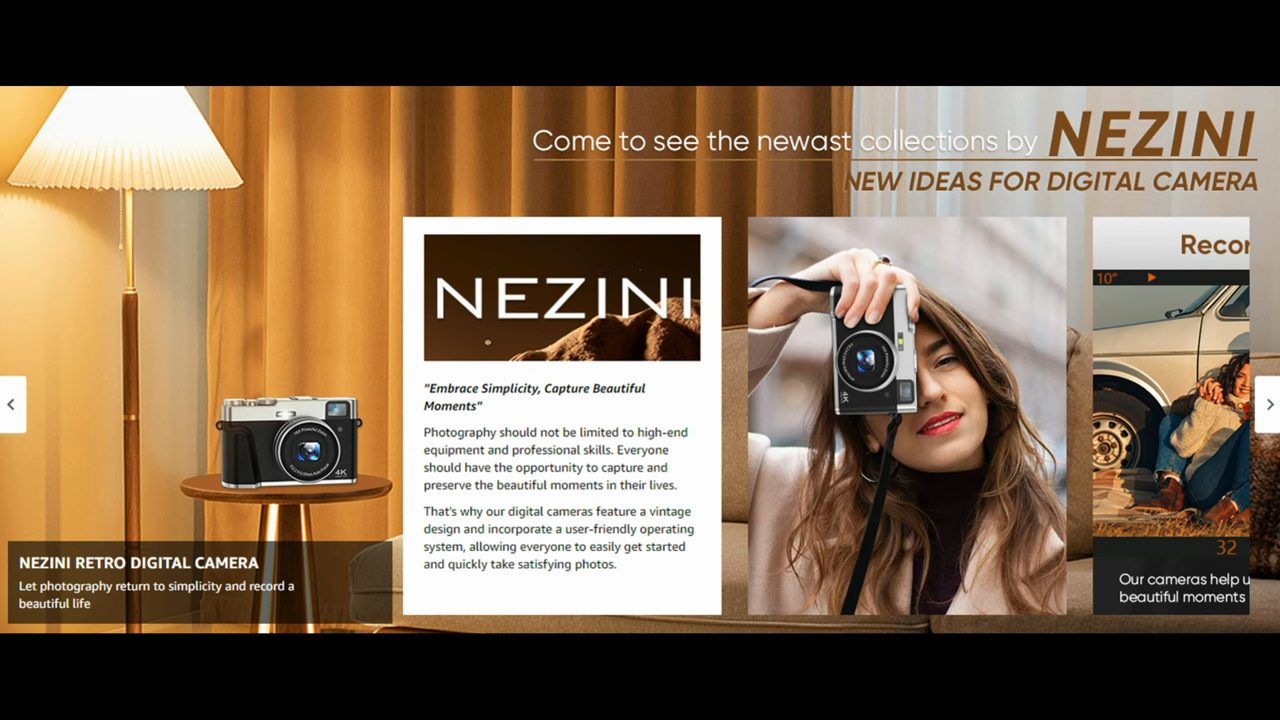 Come to see the newast collections by NEZINI
NEW IDEAS FOR DIGITAL CAMERA
NEZINI
"Embrace Simplicity, Capture Beautiful
Moments"
Photography should not be limited to high-end
equipment and professional skills. Everyone
should have the opportunity to capture and
preserve the beautiful moments in their lives.
That's why our digital cameras feature a vintage
design and incorporate a user-friendly operating
system, allowing everyone to easily get started
and quickly take satisfying photos.
4K
4K
NEZINI RETRO DIGITAL CAMERA
Let photography return to simplicity and record a
beautiful life
Recor
10"
32
Our cameras help u
beautiful moments